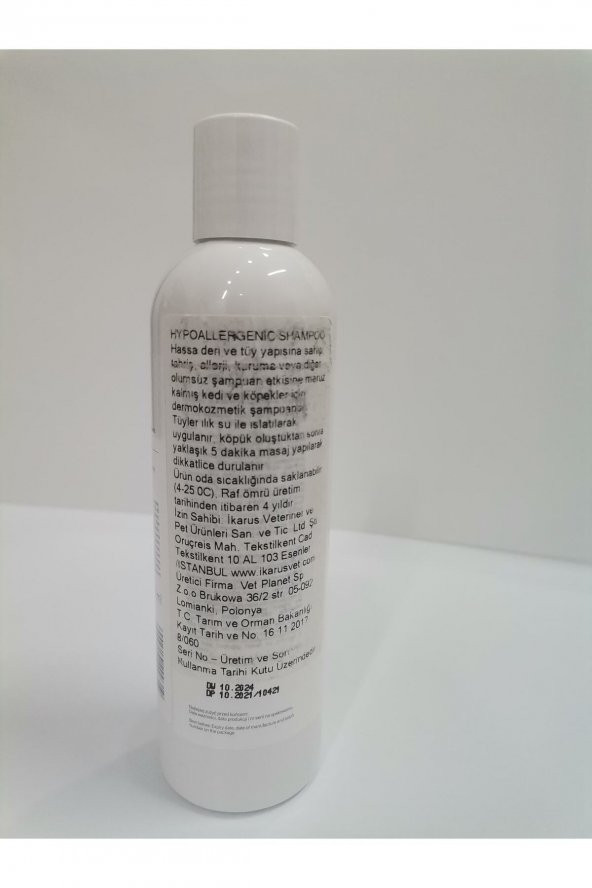 HYPOALLERGENIC SHAMPOO
Hassa deri ve tüy yapısına sahip,
tahriş, allerji, kuruma veya diğer
olumsuz şampuan etkisine maruz
kalmış kedi ve köpekler için
dermokozmetik şampuandır
Tüyler ılık su ile ıslatılarak
uygulanır, köpük oluştuktan sonra
yaklaşık 5 dakika masaj yapılarak
dikkatlice durulanır
Ürün oda sıcaklığında saklanabilir
(4-25 0C), Raf ömrü üretim
tarihinden itibaren 4 yıldır
İzin Sahibi. İkarus Veteriner ve
Pet Ürünleri San. ve Tic Ltd Şti
Oruçreis Mah. Tekstilkent Cad
Tekstilkent 10 AL 103 Esenler
İSTANBUL www.ikarusvet.com
Üretici Firma Vet Planet Sp
Z.o.o Brukowa 36/2 str. 05-092
Lomianki, Polonya
T.C. Tarım ve Orman Bakanlığı
Kayıt Tarih ve No. 16.11.2017
8/060
Seri No – Üretim ve Son
Kullanma Tarihi Kutu Üzerindedir
DW 10.2024
DP 10.2021/10421
number on the package